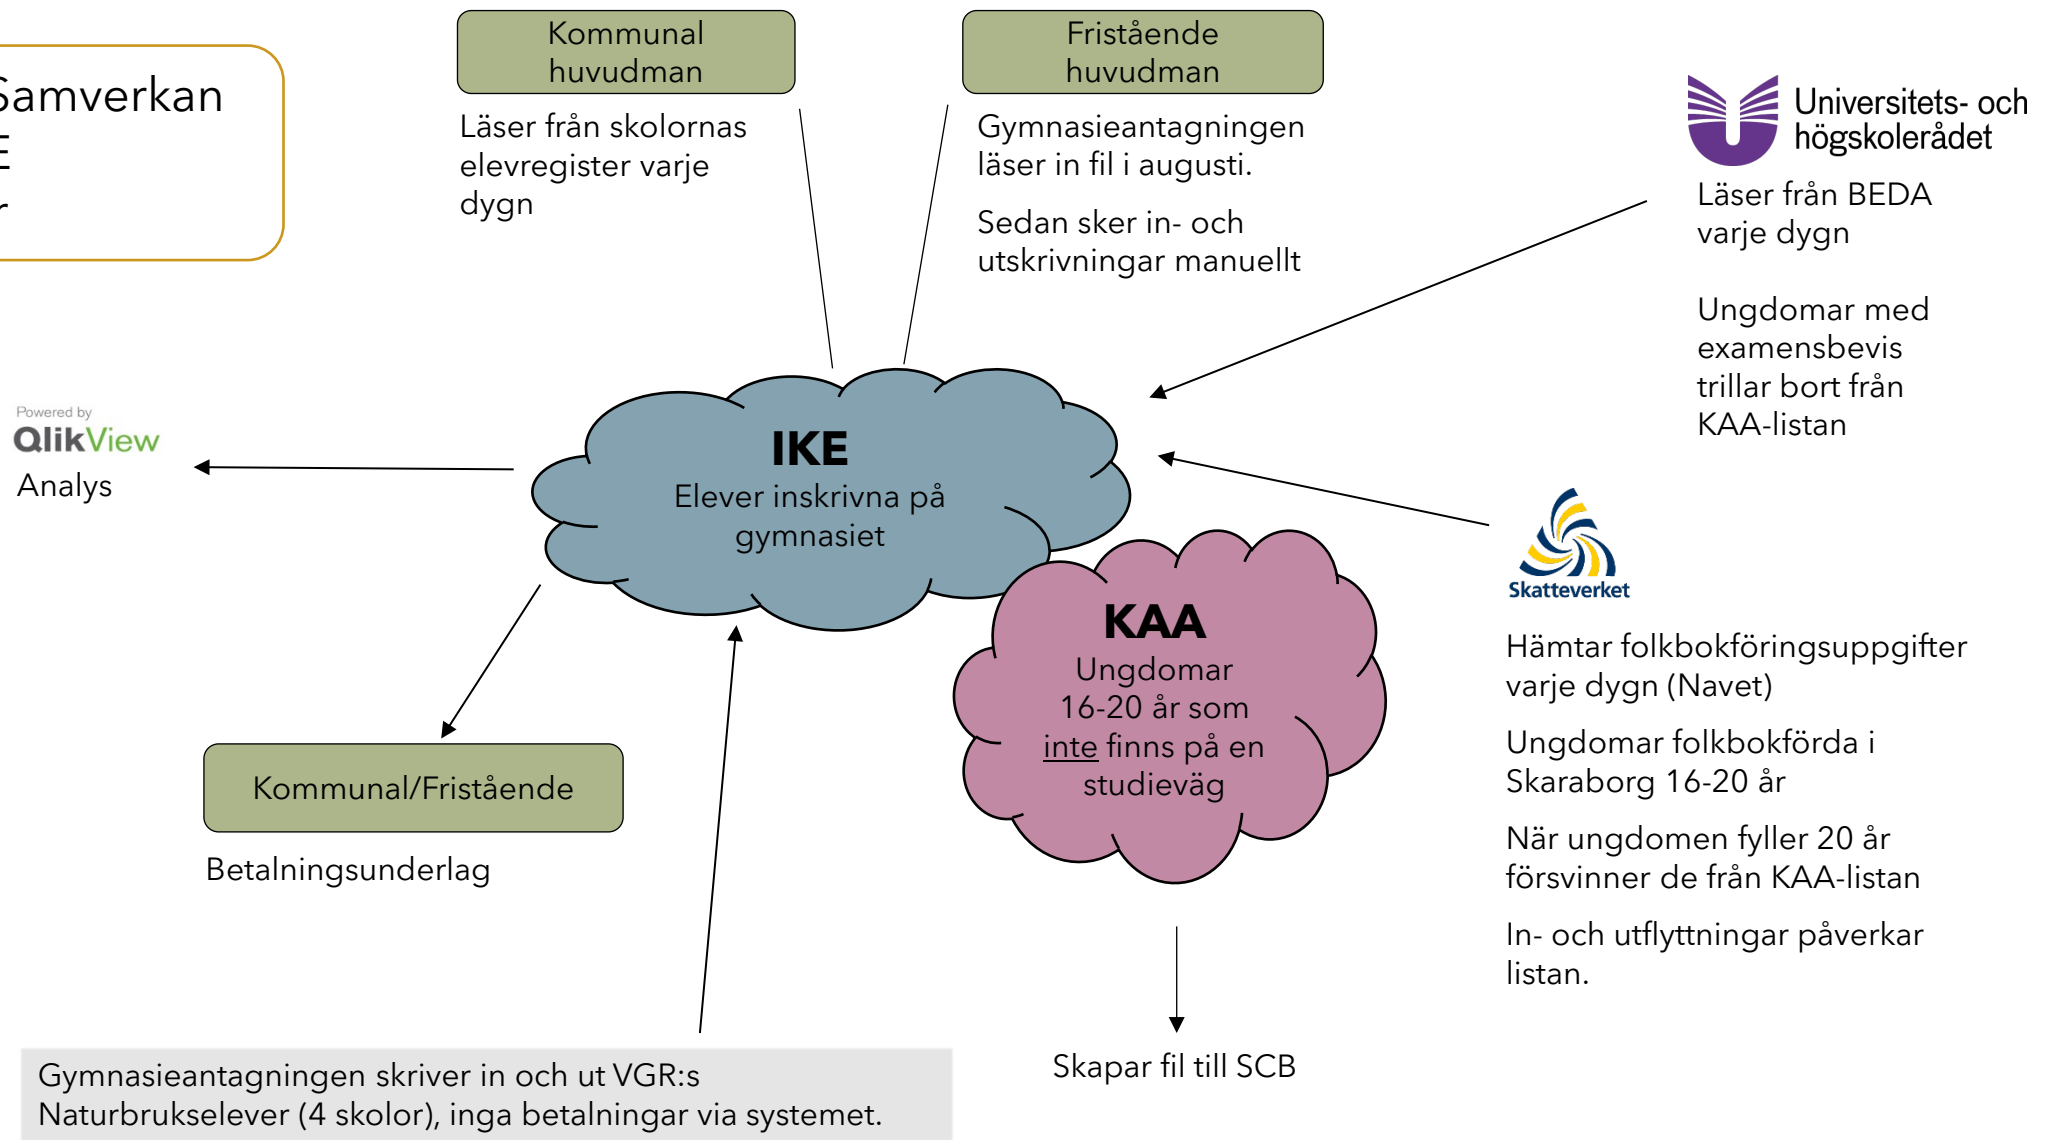 Samverkan
Kommunal
huvudman
Läser från skolornas
elevregister varje
dygn
Fristående
huvudman
Gymnasieantagningen
läser in fil i augusti.
Sedan sker in- och
utskrivningar manuellt
Universitets- och
högskolerådet
Läser från BEDA
varje dygn
Ungdomar med
examensbevis
trillar bort från
KAA-listan
Powered by
QlikView
Analys
IKE
Elever inskrivna på
gymnasiet
KAA
Ungdomar
16-20 år som
inte finns på en
studieväg
Skatteverket
Hämtar folkbokföringsuppgifter
varje dygn (Navet)
Ungdomar folkbokförda i
Skaraborg 16-20 år
När ungdomen fyller 20 år
försvinner de från KAA-listan
In- och utflyttningar påverkar
listan.
Kommunal/Fristående
Betalningsunderlag
Skapar fil till SCB
Gymnasieantagningen skriver in och ut VGR:s
Naturbrukselever (4 skolor), inga betalningar via systemet.